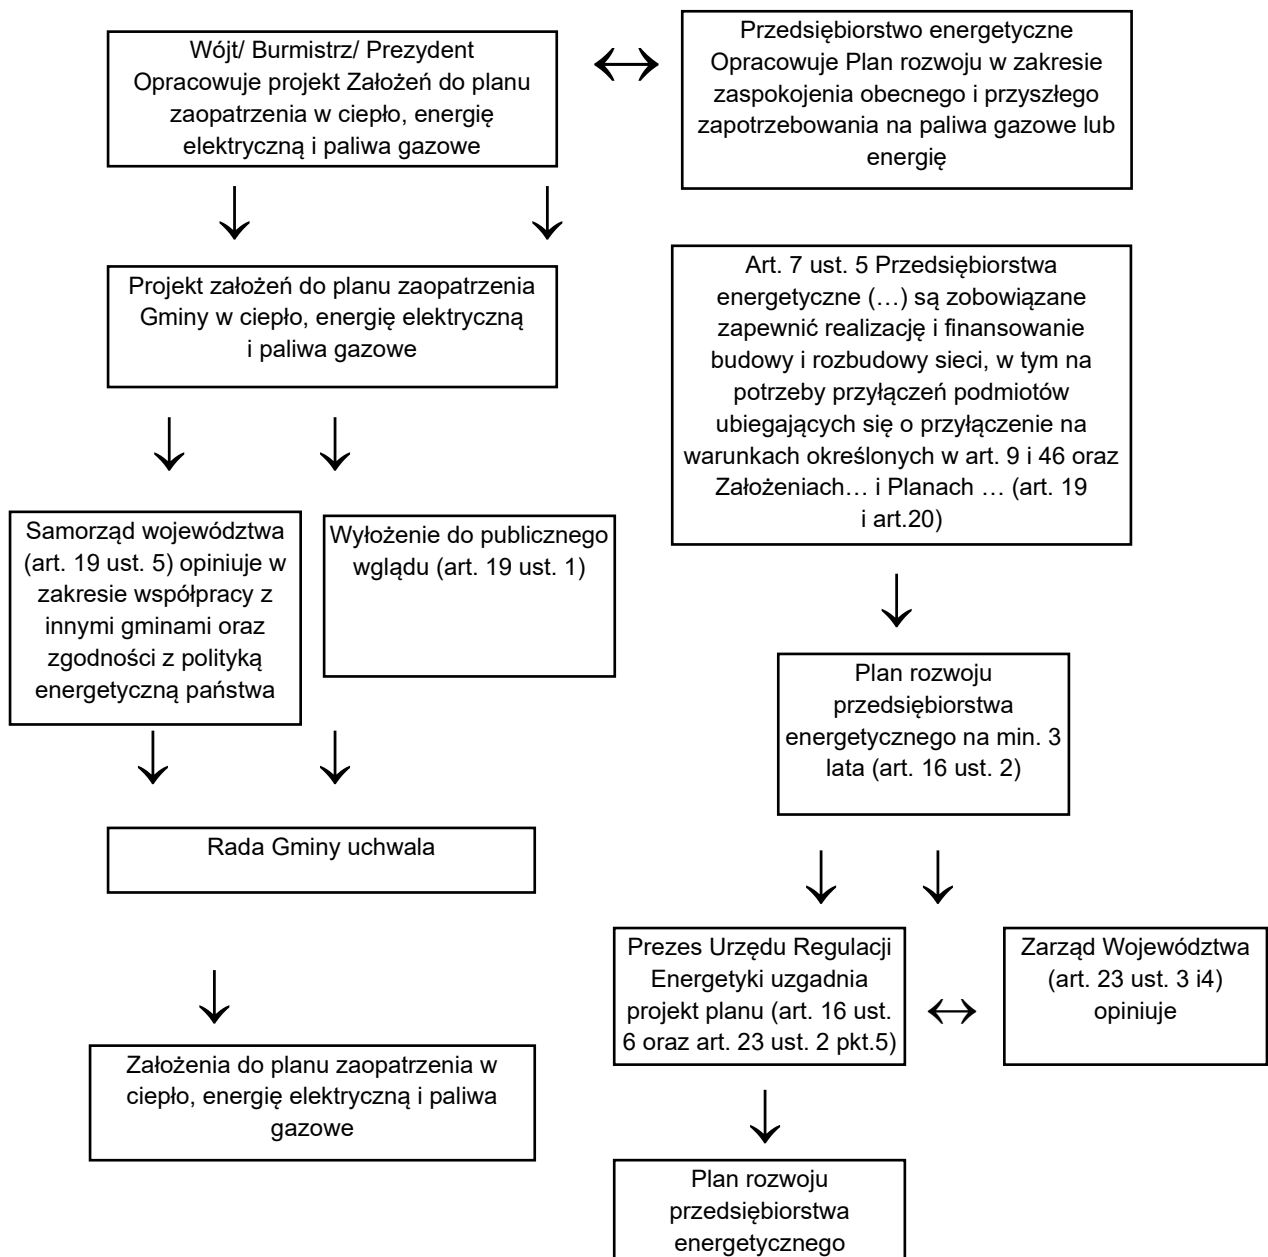 Wójt/ Burmistrz/ Prezydent
Opracowuje projekt Założeń do planu
zaopatrzenia w ciepło, energię
elektryczną i paliwa gazowe
Przedsiębiorstwo energetyczne
Opracowuje Plan rozwoju w zakresie
zaspokojenia obecnego i przyszłego
zapotrzebowania na paliwa gazowe lub
energię
Projekt założeń do planu zaopatrzenia
Gminy w ciepło, energię elektryczną
i paliwa gazowe
Art. 7 ust. 5 Przedsiębiorstwa
energetyczne (…) są zobowiązane
zapewnić realizację i finansowanie
budowy i rozbudowy sieci, w tym na
potrzeby przyłączeń podmiotów
ubiegających się o przyłączenie na
warunkach określonych w art. 9 i 46 oraz
Założeniach… i Planach … (art. 19
i art.20)
Samorząd województwa
(art. 19 ust. 5) opiniuje w
zakresie współpracy z
innymi gminami oraz
zgodności z polityką
energetyczną państwa
Wyłożenie do publicznego
wglądu (art. 19 ust. 1)
Plan rozwoju
przedsiębiorstwa
energetycznego na min. 3
lata (art. 16 ust. 2)
Rada Gminy uchwala
Prezes Urzędu Regulacji
Energetyki uzgadnia
projekt planu (art. 16 ust.
6 oraz art. 23 ust. 2 pkt.5)
Zarząd Województwa
(art. 23 ust. 3 i4)
opiniuje
Założenia do planu zaopatrzenia w
ciepło, energię elektryczną i paliwa
gazowe
Plan rozwoju
przedsiębiorstwa
energetycznego